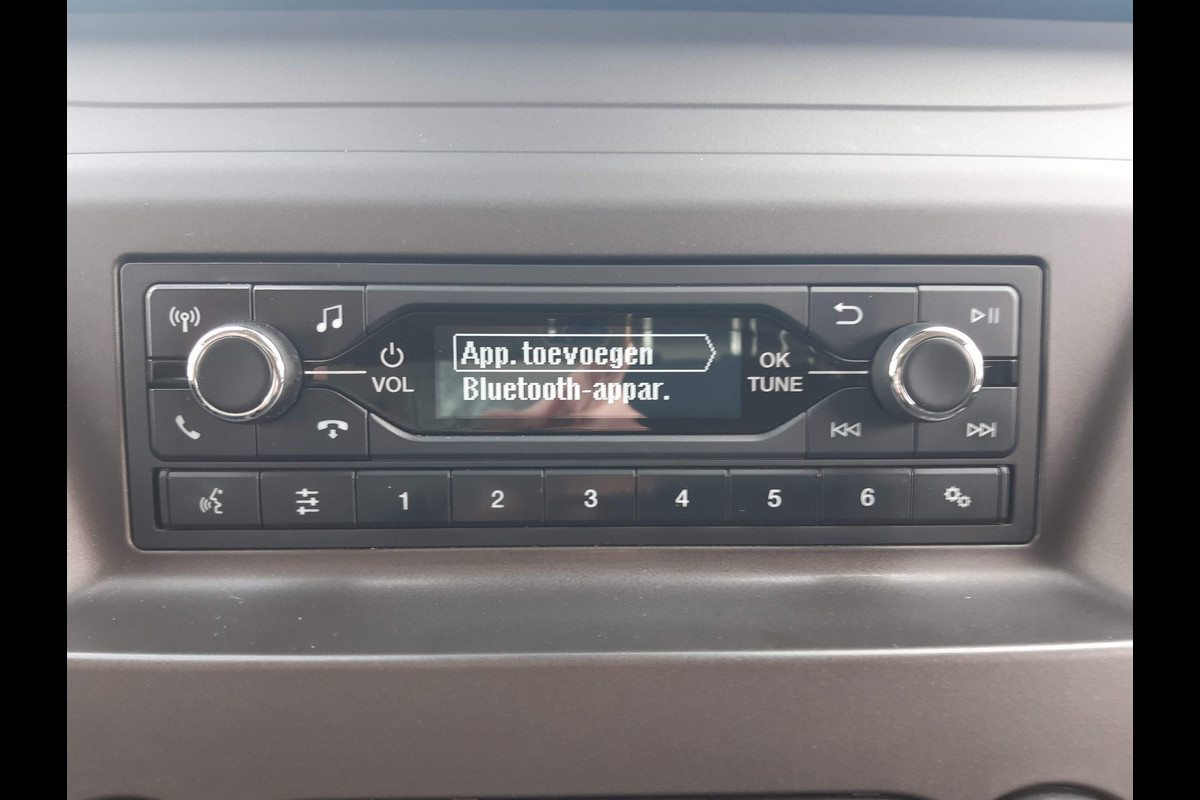 App. toevoegen
Bluetooth-appar.
VOL
OK
TUNE
1 2 3 4 5 6